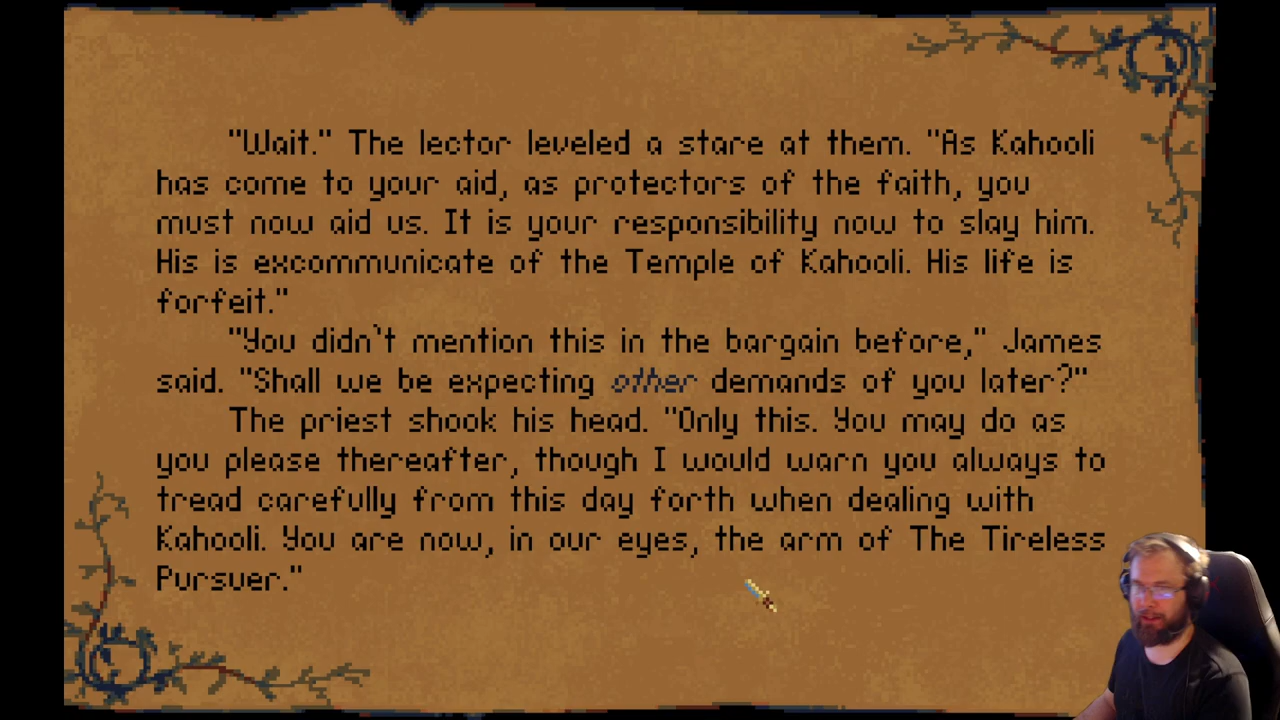 "Wait." The lector leveled a stare at them. "As Kahooli
has come to your aid, as protectors of the faith, you
must now aid us. It is your responsibility now to slay him.
His is excommunicate of the Temple of Kahooli. His life is
forfeit."
"You didn't mention this in the bargain before," James
said. "Shall we be expecting other demands of you later?"
The priest shook his head. "Only this. You may do as
you please thereafter, though I would warn you always to
tread carefully from this day forth when dealing with
Kahooli. You are now, in our eyes, the arm of The Tireless
Pursuer."